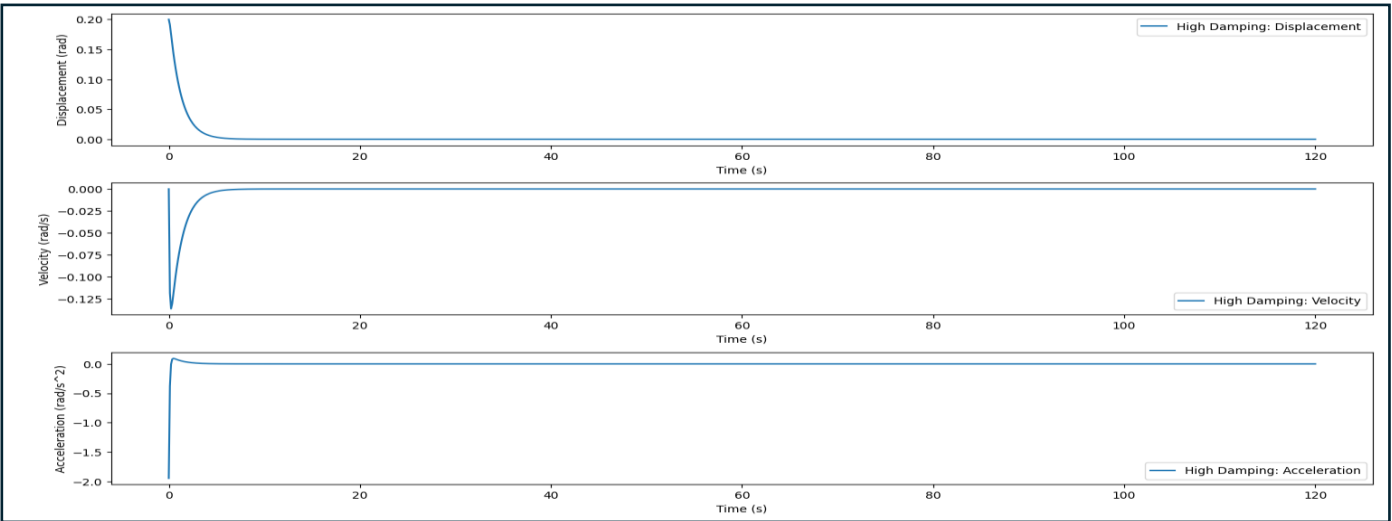 0.20
0.15
0.10
0.05
0.00
Displacement (rad)
High Damping: Displacement
0 20 40 60 80 100 120
Time (s)
0.000
−0.025
−0.050
−0.075
−0.100
−0.125
Velocity (rad/s)
High Damping: Velocity
0 20 40 60 80 100 120
Time (s)
0.0
−0.5
−1.0
−1.5
−2.0
Acceleration (rad/s^2)
High Damping: Acceleration
0 20 40 60 80 100 120
Time (s)